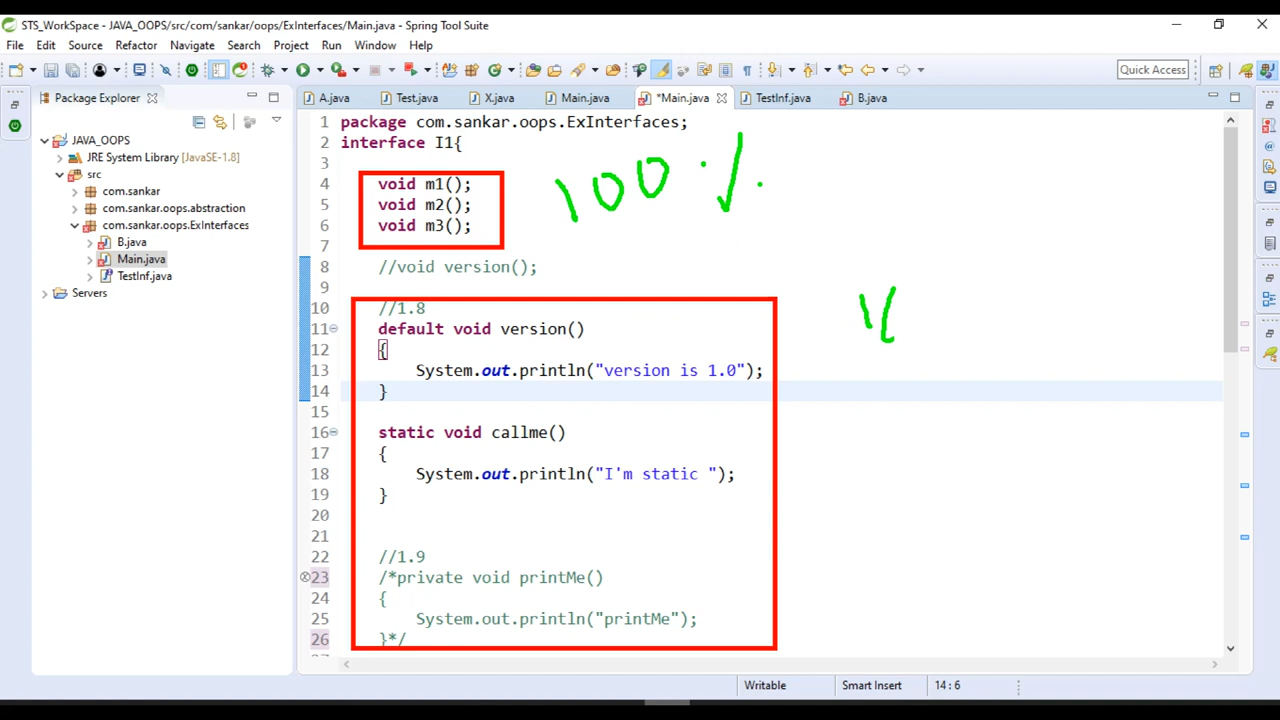 STS_WorkSpace - JAVA_OOPS/src/com/sankar/oops/ExInterfaces/Main.java - Spring Tool Suite
File Edit Source Refactor Navigate Search Project Run Window Help
Quick Access
Package Explorer
A.java Test.java X.java Main.java *Main.java TestInf.java B.java
JAVA_OOPS
JRE System Library [JavaSE-1.8]
src
com.sankar
com.sankar.oops.abstraction
com.sankar.oops.ExInterfaces
B.java
Main.java
TestInf.java
Servers
1 package com.sankar.oops.ExInterfaces;
2 interface I1{
3
4 void m1();
5 void m2();
6 void m3();
7
8 //void version();
9
10 //1.8
11 default void version()
12 {
13 System.out.println("version is 1.0");
14 }
15
16 static void callme()
17 {
18 System.out.println("I'm static ");
19 }
20
21
22 //1.9
23 /*private void printMe()
24 {
25 System.out.println("printMe");
26 }*/
100 %
Writable Smart Insert 14:6